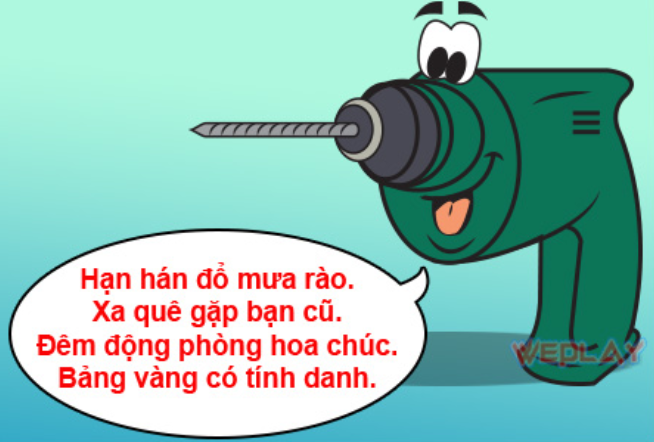 Hạn hán đổ mưa rào.
Xa quê gặp bạn cũ.
Đêm động phòng hoa chúc.
Bảng vàng có tính danh.
WEPLAY